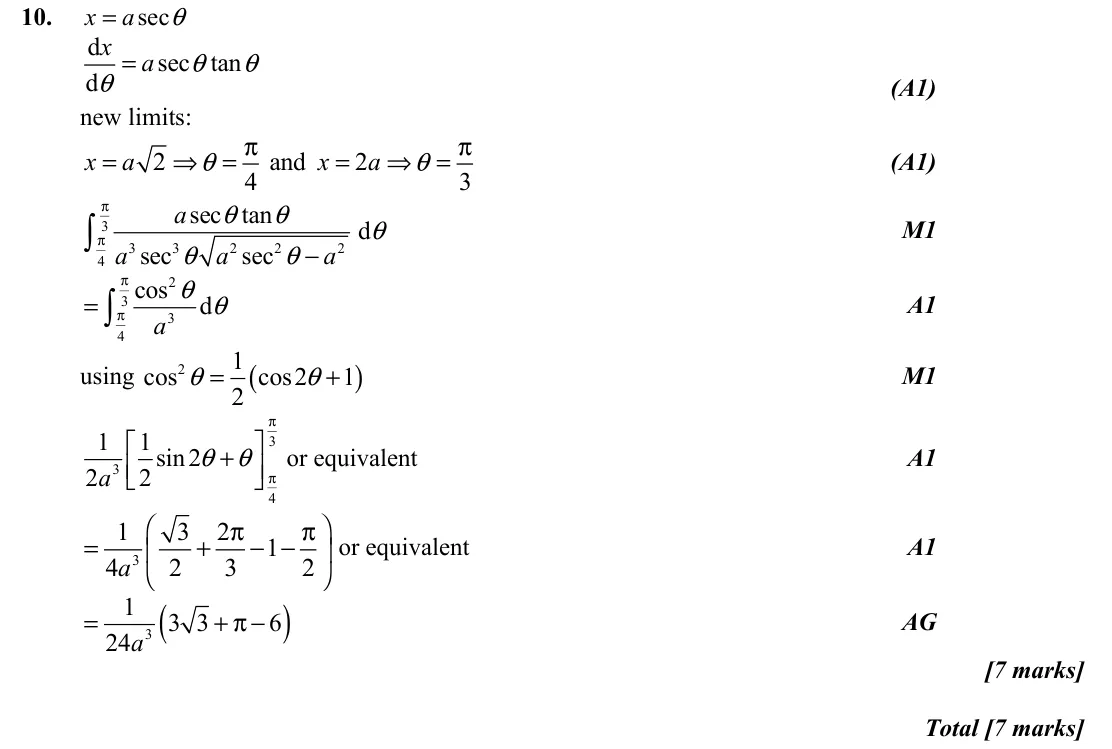 10. x = a sec θ
dx/dθ = a sec θ tan θ (A1)
new limits:
x = a√2 ⇒ θ = π/4 and x = 2a ⇒ θ = π/3 (A1)
∫_{π/4}^{π/3} (a sec θ tan θ)/(a³ sec³ θ √(a² sec² θ − a²)) dθ M1
= ∫_{π/4}^{π/3} (cos² θ)/(a³) dθ A1
using cos² θ = 1/2 (cos 2θ + 1) M1
1/(2a³) [1/2 sin 2θ + θ]_{π/4}^{π/3} or equivalent A1
= 1/(4a³) (√3/2 + 2π/3 − 1 − π/2) or equivalent A1
= 1/(24a³) (3√3 + π − 6) AG
[7 marks]
Total [7 marks]